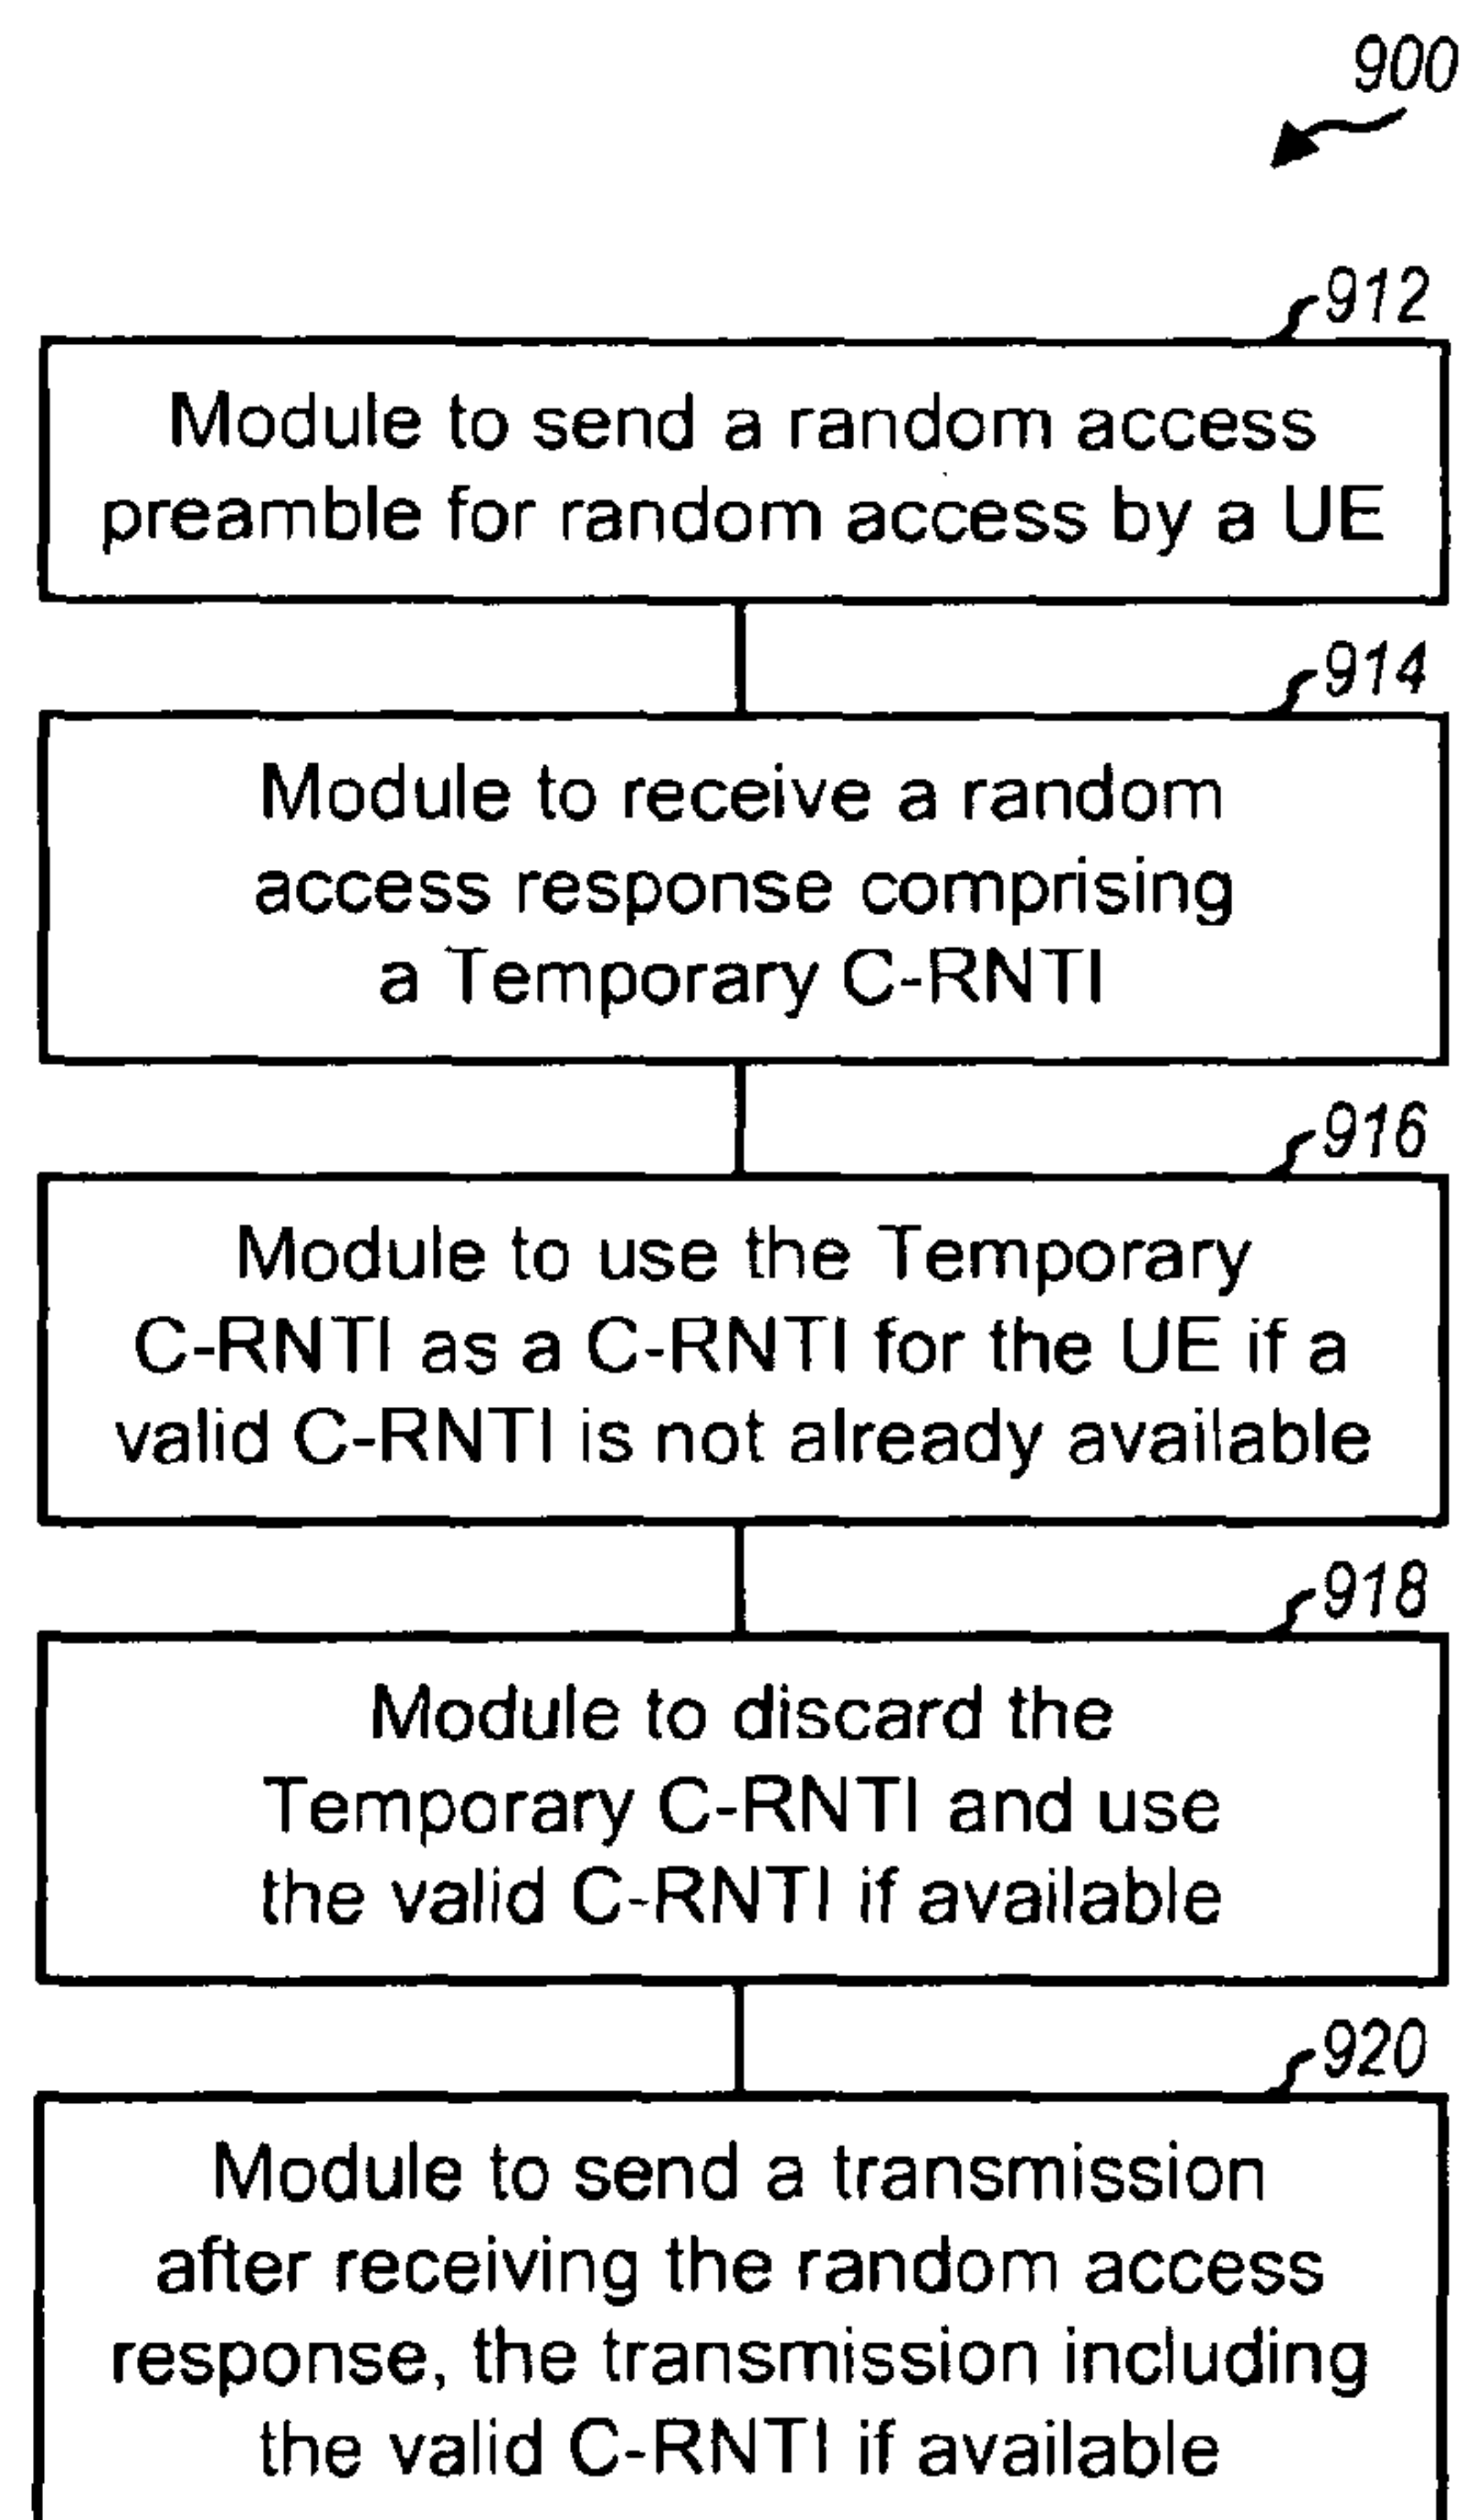 900
912
Module to send a random access
preamble for random access by a UE
914
Module to receive a random
access response comprising
a Temporary C-RNTI
916
Module to use the Temporary
C-RNTI as a C-RNTI for the UE if a
valid C-RNTI is not already available
918
Module to discard the
Temporary C-RNTI and use
the valid C-RNTI if available
920
Module to send a transmission
after receiving the random access
response, the transmission including
the valid C-RNTI if available